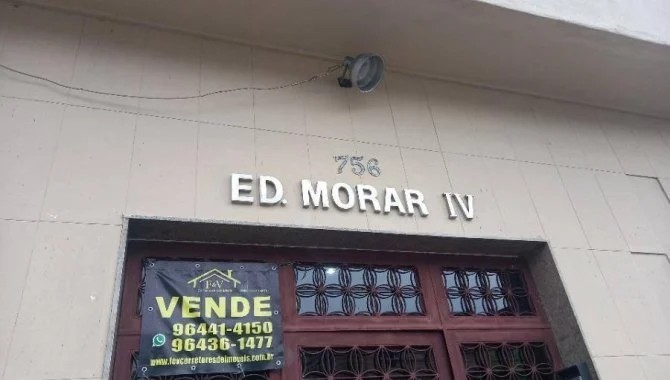 756
ED. MORAR IV
F&V
VENDE
96441-4150
96436-1477
www.fevcorretoresdeimoveis.com.br